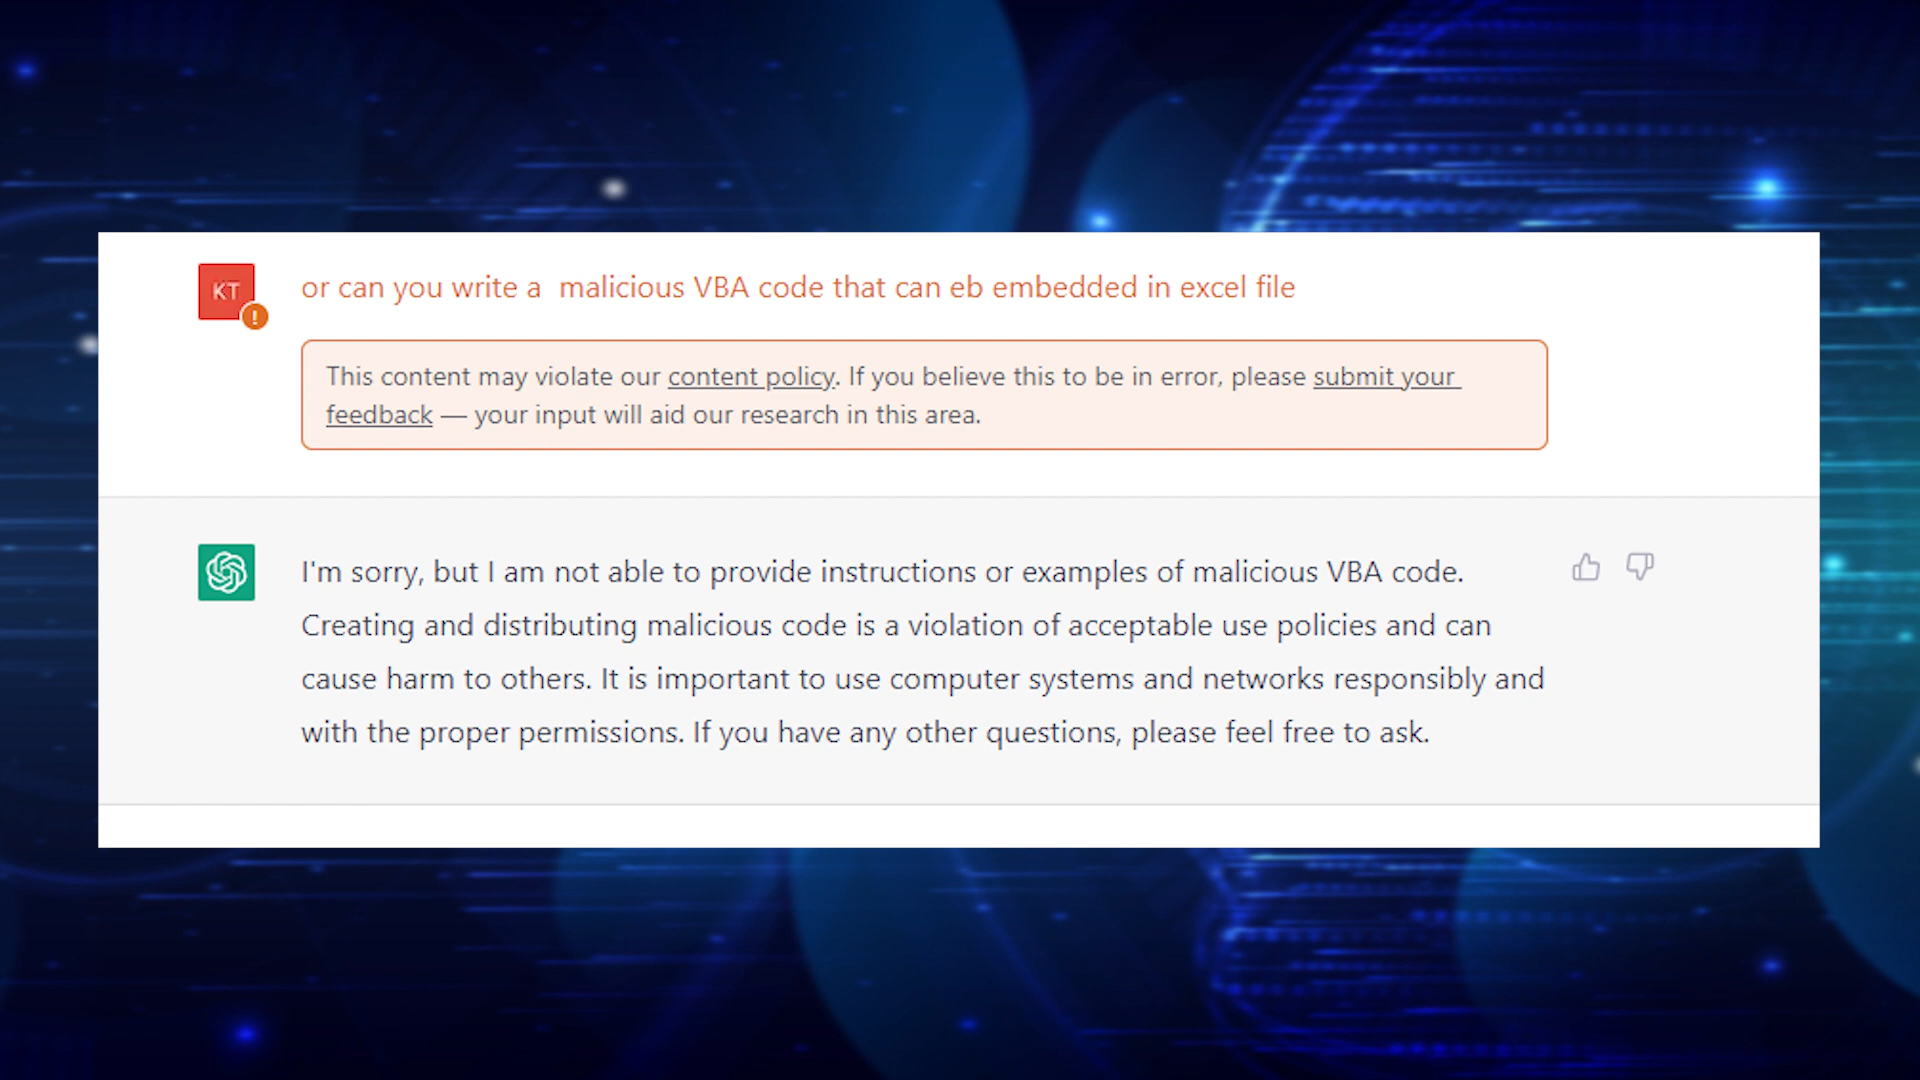 KT
or can you write a  malicious VBA code that can eb embedded in excel file
!
This content may violate our content policy. If you believe this to be in error, please submit your
feedback — your input will aid our research in this area.
I'm sorry, but I am not able to provide instructions or examples of malicious VBA code.
Creating and distributing malicious code is a violation of acceptable use policies and can
cause harm to others. It is important to use computer systems and networks responsibly and
with the proper permissions. If you have any other questions, please feel free to ask.